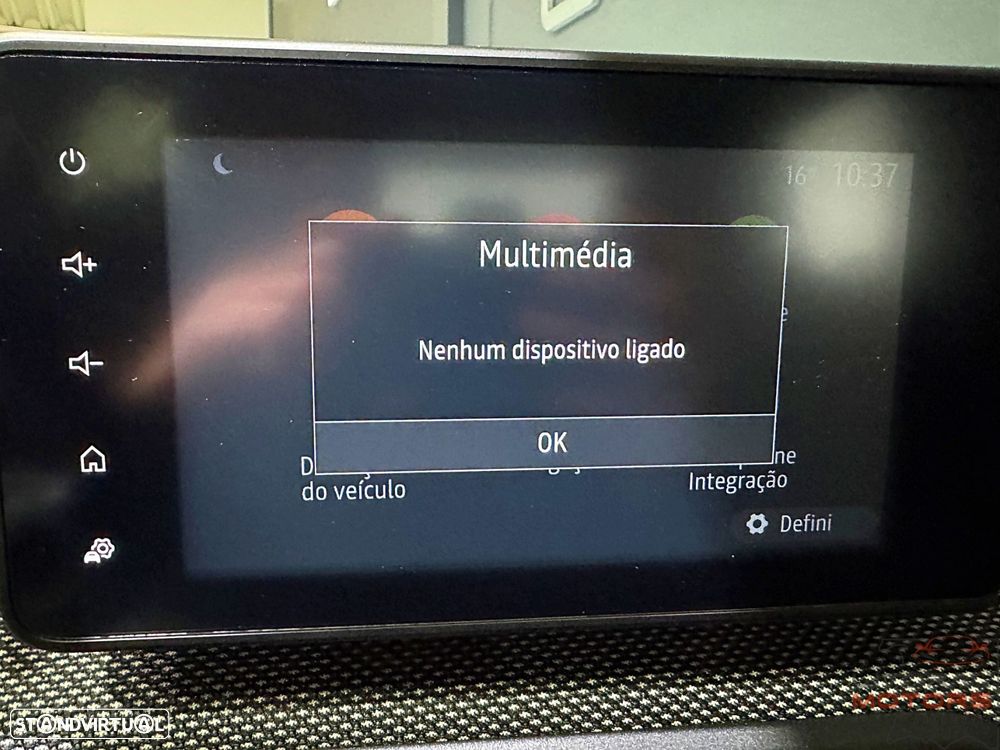 16° 10:37
Multimédia
Nenhum dispositivo ligado
OK
do veículo
Integração
Defini
STANDVIRTUAL
MOTORS